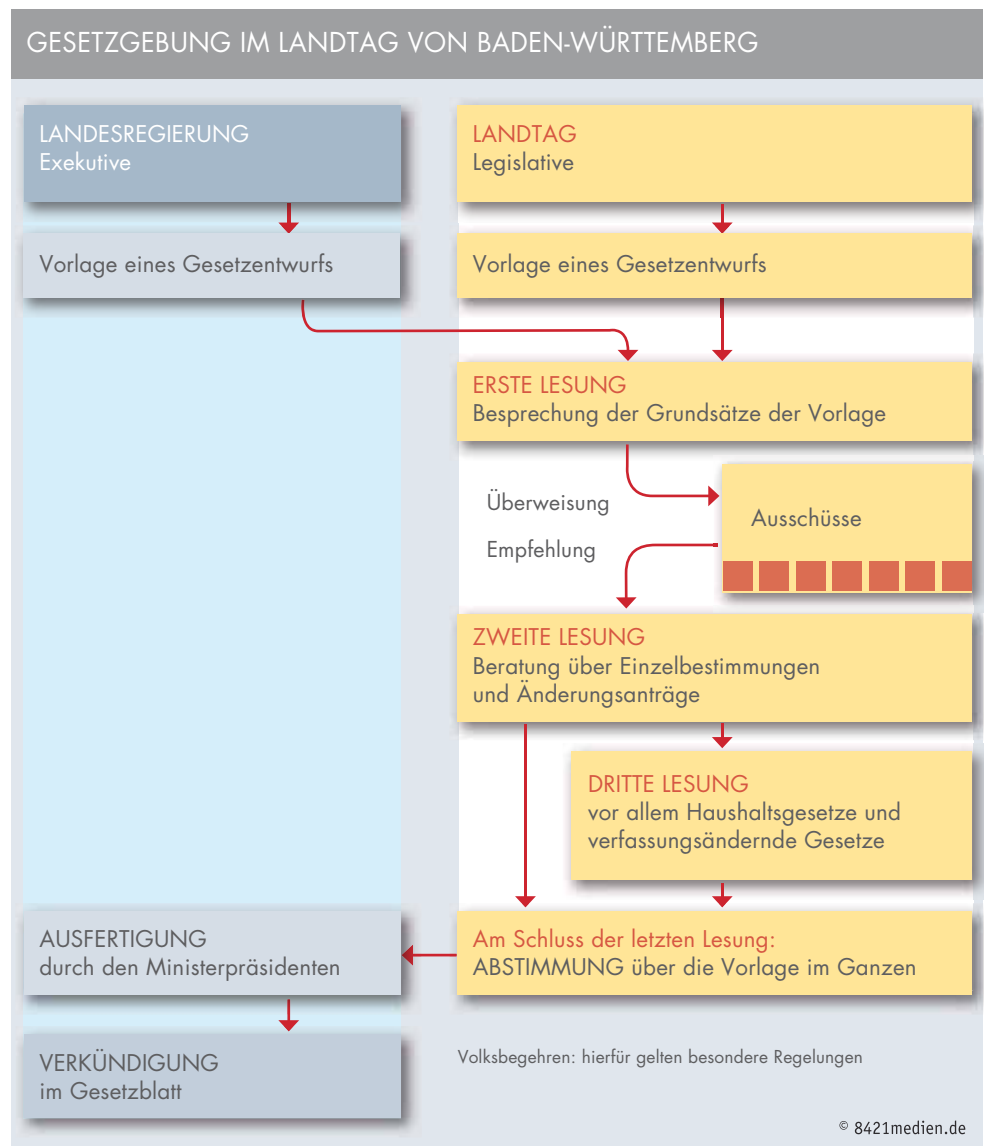 GESETZGEBUNG IM LANDTAG VON BADEN-WÜRTTEMBERG
LANDESREGIERUNG
Exekutive
LANDTAG
Legislative
Vorlage eines Gesetzentwurfs
Vorlage eines Gesetzentwurfs
ERSTE LESUNG
Besprechung der Grundsätze der Vorlage
Überweisung
Ausschüsse
Empfehlung
ZWEITE LESUNG
Beratung über Einzelbestimmungen
und Änderungsanträge
DRITTE LESUNG
vor allem Haushaltsgesetze und
verfassungsändernde Gesetze
Am Schluss der letzten Lesung:
ABSTIMMUNG über die Vorlage im Ganzen
AUSFERTIGUNG
durch den Ministerpräsidenten
VERKÜNDIGUNG
im Gesetzblatt
Volksbegehren: hierfür gelten besondere Regelungen
© 8421medien.de